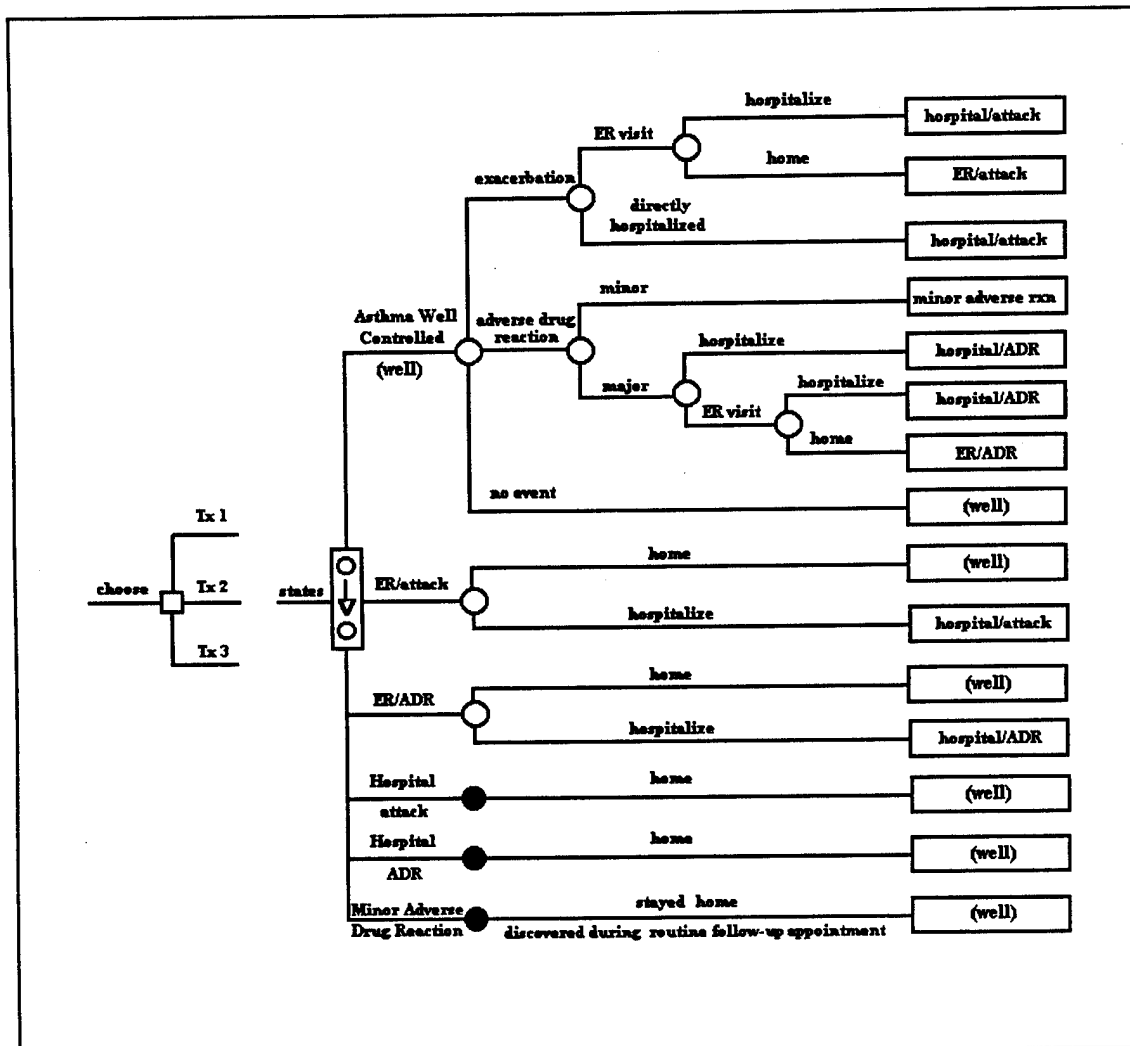 hospitalize
hospital/attack
ER visit
home
ER/attack
exacerbation
directly
hospitalized
hospital/attack
minor
minor adverse rxn
Asthma Well
Controlled
(well)
adverse drug
reaction
hospitalize
hospital/ADR
major
hospitalize
hospital/ADR
ER visit
home
ER/ADR
no event
(well)
Tx 1
choose
Tx 2
Tx 3
states
ER/attack
home
(well)
hospitalize
hospital/attack
ER/ADR
home
(well)
hospitalize
hospital/ADR
Hospital
attack
home
(well)
Hospital
ADR
home
(well)
Minor Adverse
Drug Reaction
stayed home
discovered during routine follow-up appointment
(well)